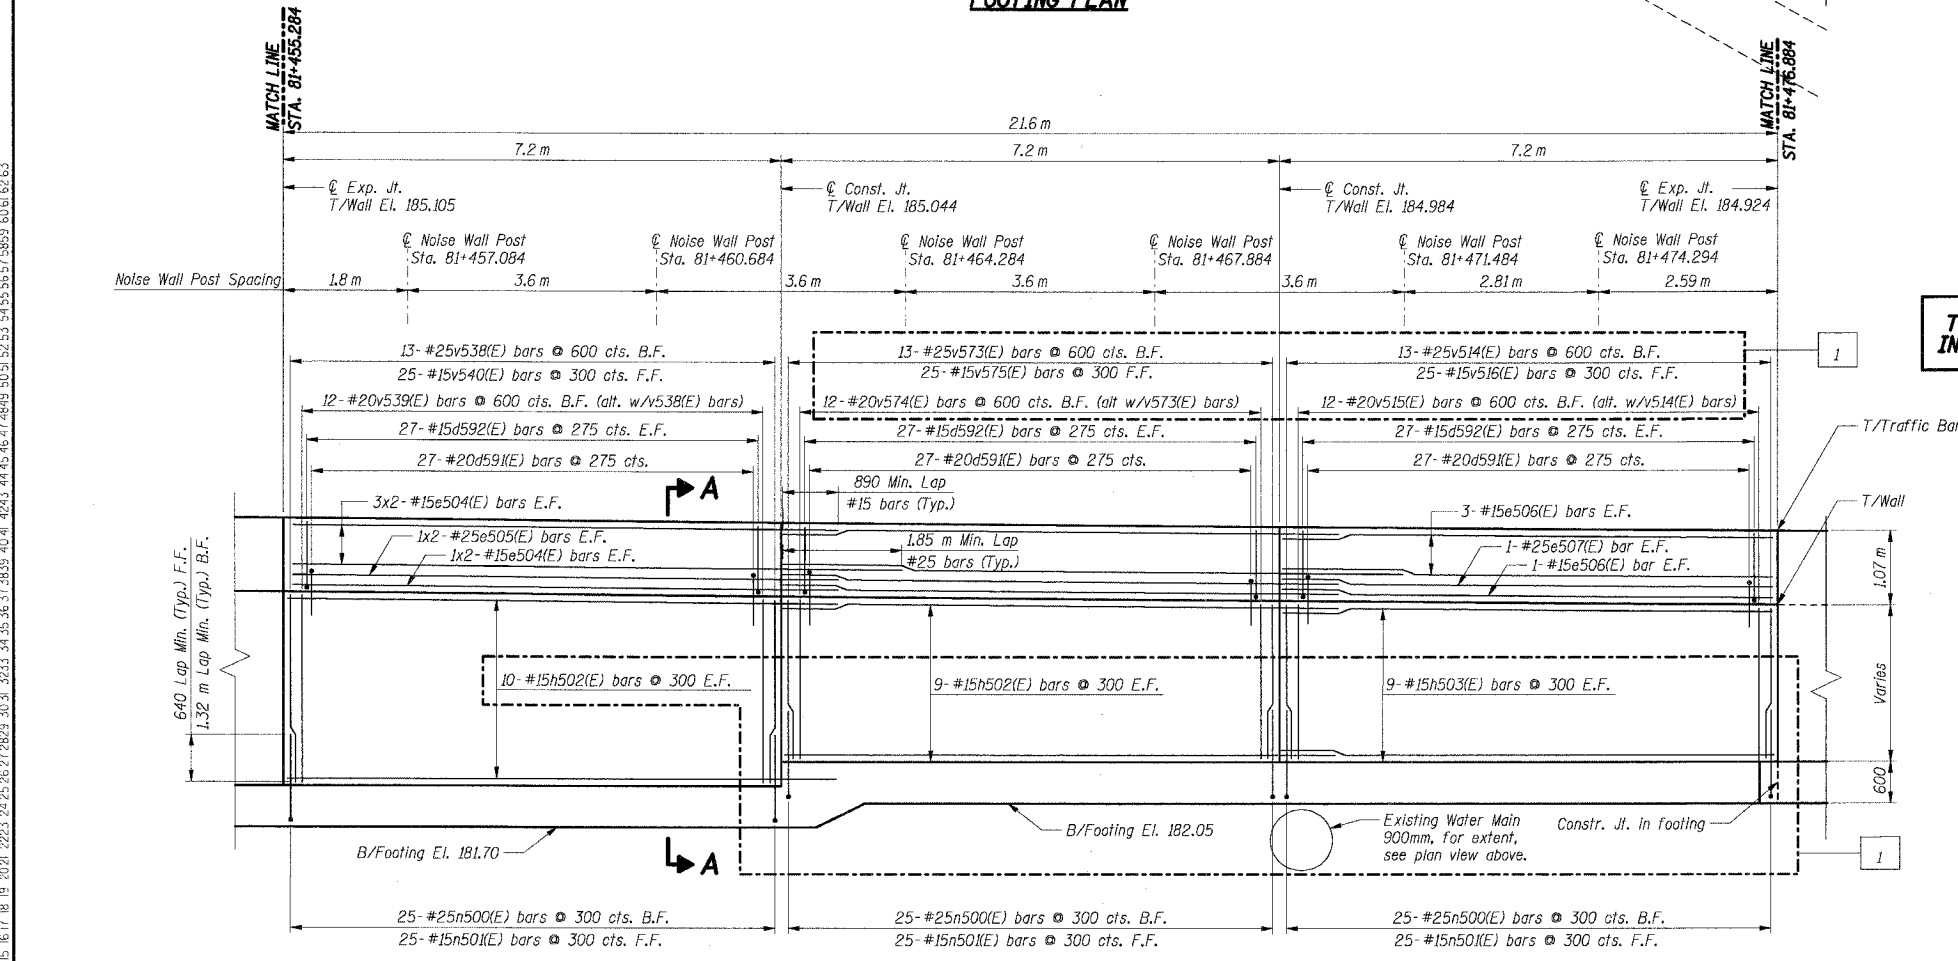 FOOTING PLAN
MATCH LINE
STA. 81+455.284
MATCH LINE
STA. 81+476.884
21.6 m
7.2 m
7.2 m
7.2 m
℄ Exp. Jt.
T/Wall El. 185.105
℄ Const. Jt.
T/Wall El. 185.044
℄ Const. Jt.
T/Wall El. 184.984
℄ Exp. Jt.
T/Wall El. 184.924
℄ Noise Wall Post
Sta. 81+457.084
℄ Noise Wall Post
Sta. 81+460.684
℄ Noise Wall Post
Sta. 81+464.284
℄ Noise Wall Post
Sta. 81+467.884
℄ Noise Wall Post
Sta. 81+471.484
℄ Noise Wall Post
Sta. 81+474.294
Noise Wall Post Spacing
1.8 m
3.6 m
3.6 m
3.6 m
3.6 m
2.81 m
2.59 m
T
IN
13- #25v538(E) bars @ 600 cts. B.F.
25- #15v540(E) bars @ 300 cts. F.F.
12- #20v539(E) bars @ 600 cts. B.F. (alt. w/v538(E) bars)
27- #15d592(E) bars @ 275 cts. E.F.
27- #20d591(E) bars @ 275 cts.
13- #25v573(E) bars @ 600 cts. B.F.
25- #15v575(E) bars @ 300 F.F.
12- #20v574(E) bars @ 600 cts. B.F. (alt w/v573(E) bars)
27- #15d592(E) bars @ 275 cts. E.F.
27- #20d591(E) bars @ 275 cts.
13- #25v514(E) bars @ 600 cts. B.F.
25- #15v516(E) bars @ 300 cts. F.F.
12- #20v515(E) bars @ 600 cts. B.F. (alt. w/v514(E) bars)
27- #15d592(E) bars @ 275 cts. E.F.
27- #20d591(E) bars @ 275 cts.
1
T/Traffic Bar
T/Wall
A
890 Min. Lap
#15 bars (Typ.)
3x2- #15e504(E) bars E.F.
1x2- #25e505(E) bars E.F.
1x2- #15e504(E) bars E.F.
1.85 m Min. Lap
#25 bars (Typ.)
3- #15e506(E) bars E.F.
1- #25e507(E) bar E.F.
1- #15e506(E) bar E.F.
1.07 m
Varies
600
640 Lap Min. (Typ.) F.F.
1.32 m Lap Min. (Typ.) B.F.
10- #15h502(E) bars @ 300 E.F.
9- #15h502(E) bars @ 300 E.F.
9- #15h503(E) bars @ 300 E.F.
B/Footing El. 181.70
A
B/Footing El. 182.05
Existing Water Main
900mm, for extent,
see plan view above.
Constr. Jt. in footing
1
25- #25n500(E) bars @ 300 cts. B.F.
25- #15n501(E) bars @ 300 cts. F.F.
25- #25n500(E) bars @ 300 cts. B.F.
25- #15n501(E) bars @ 300 cts. F.F.
25- #25n500(E) bars @ 300 cts. B.F.
25- #15n501(E) bars @ 300 cts. F.F.